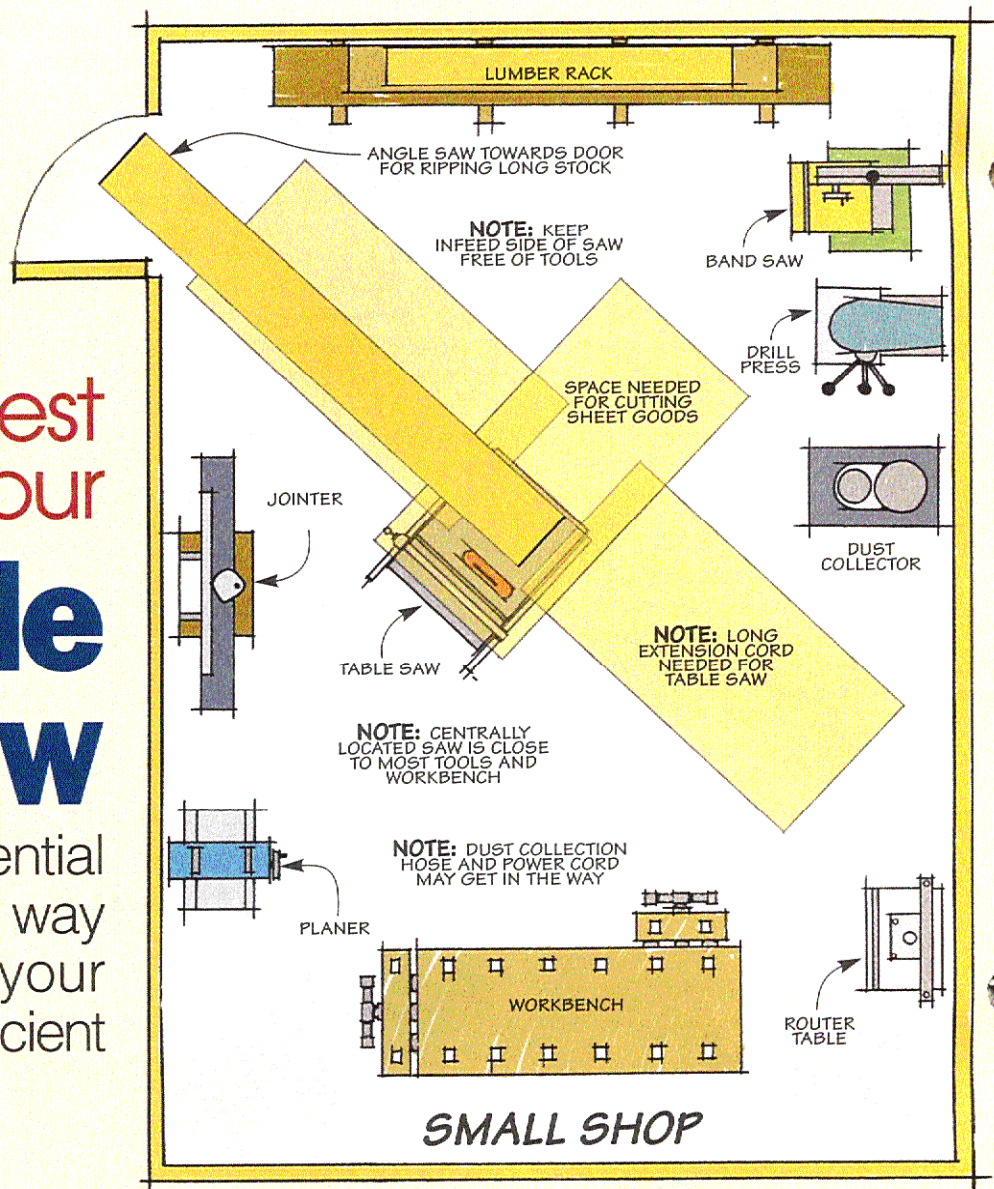 LUMBER RACK
ANGLE SAW TOWARDS DOOR
FOR RIPPING LONG STOCK
NOTE: KEEP
INFEED SIDE OF SAW
FREE OF TOOLS
BAND SAW
DRILL
PRESS
SPACE NEEDED
FOR CUTTING
SHEET GOODS
est
our
JOINTER
DUST
COLLECTOR
le
w
NOTE: LONG
EXTENSION CORD
NEEDED FOR
TABLE SAW
TABLE SAW
NOTE: CENTRALLY
LOCATED SAW IS CLOSE
TO MOST TOOLS AND
WORKBENCH
ential
way
your
cient
NOTE: DUST COLLECTION
HOSE AND POWER CORD
MAY GET IN THE WAY
PLANER
WORKBENCH
ROUTER
TABLE
SMALL SHOP